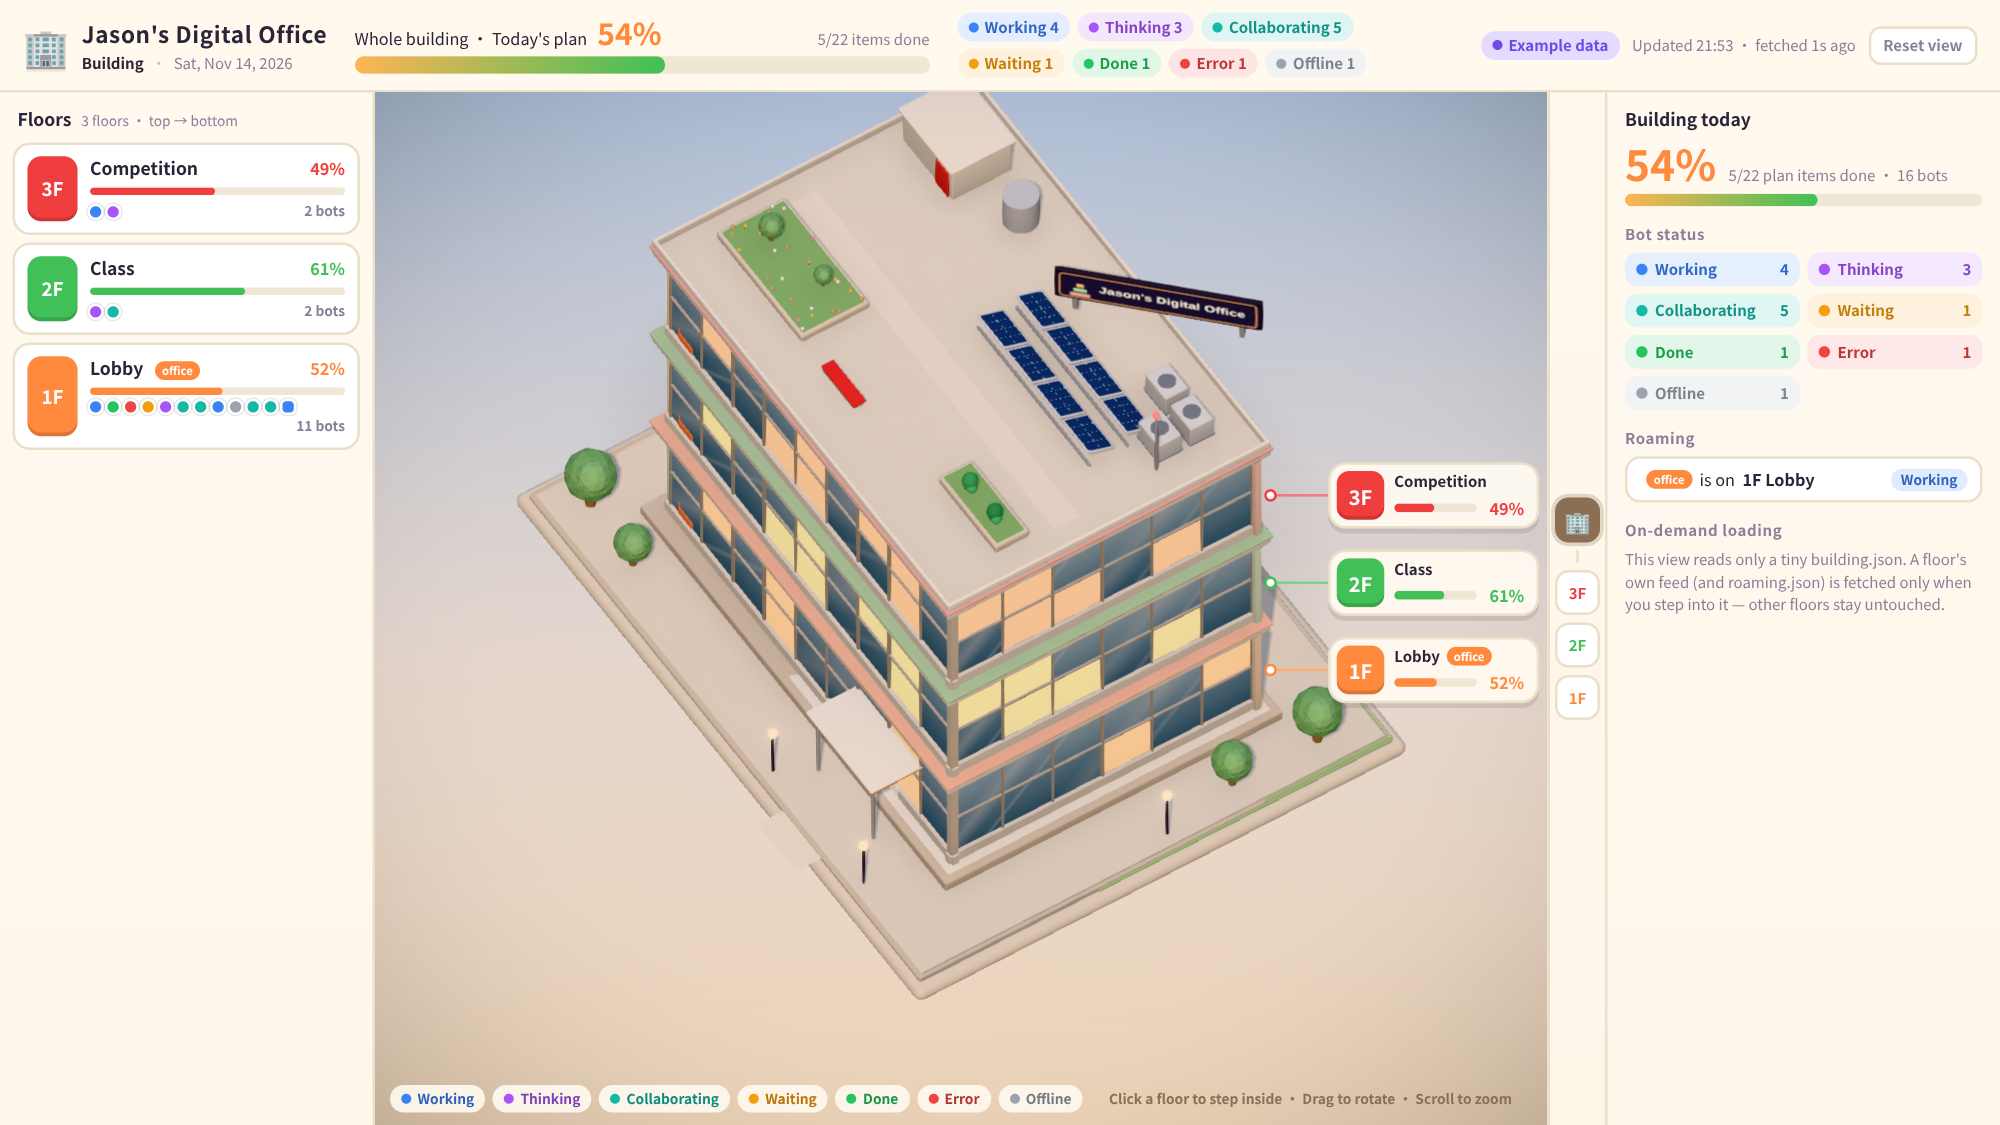 Jason's Digital Office
Building • Sat, Nov 14, 2026
Whole building • Today's plan 54% 5/22 items done
Working 4 Thinking 3 Collaborating 5
Waiting 1 Done 1 Error 1 Offline 1
Example data Updated 21:53 • fetched 1s ago Reset view
Floors 3 floors • top → bottom
3F Competition 49%
2 bots
2F Class 61%
2 bots
1F Lobby office 52%
11 bots
Jason's Digital Office
3F Competition
49%
2F Class
61%
1F Lobby office
52%
3F
2F
1F
Working Thinking Collaborating Waiting Done Error Offline
Click a floor to step inside • Drag to rotate • Scroll to zoom
Building today
54% 5/22 plan items done • 16 bots
Bot status
Working 4 Thinking 3
Collaborating 5 Waiting 1
Done 1 Error 1
Offline 1
Roaming
office is on 1F Lobby Working
On-demand loading
This view reads only a tiny building.json. A floor's
own feed (and roaming.json) is fetched only when
you step into it — other floors stay untouched.